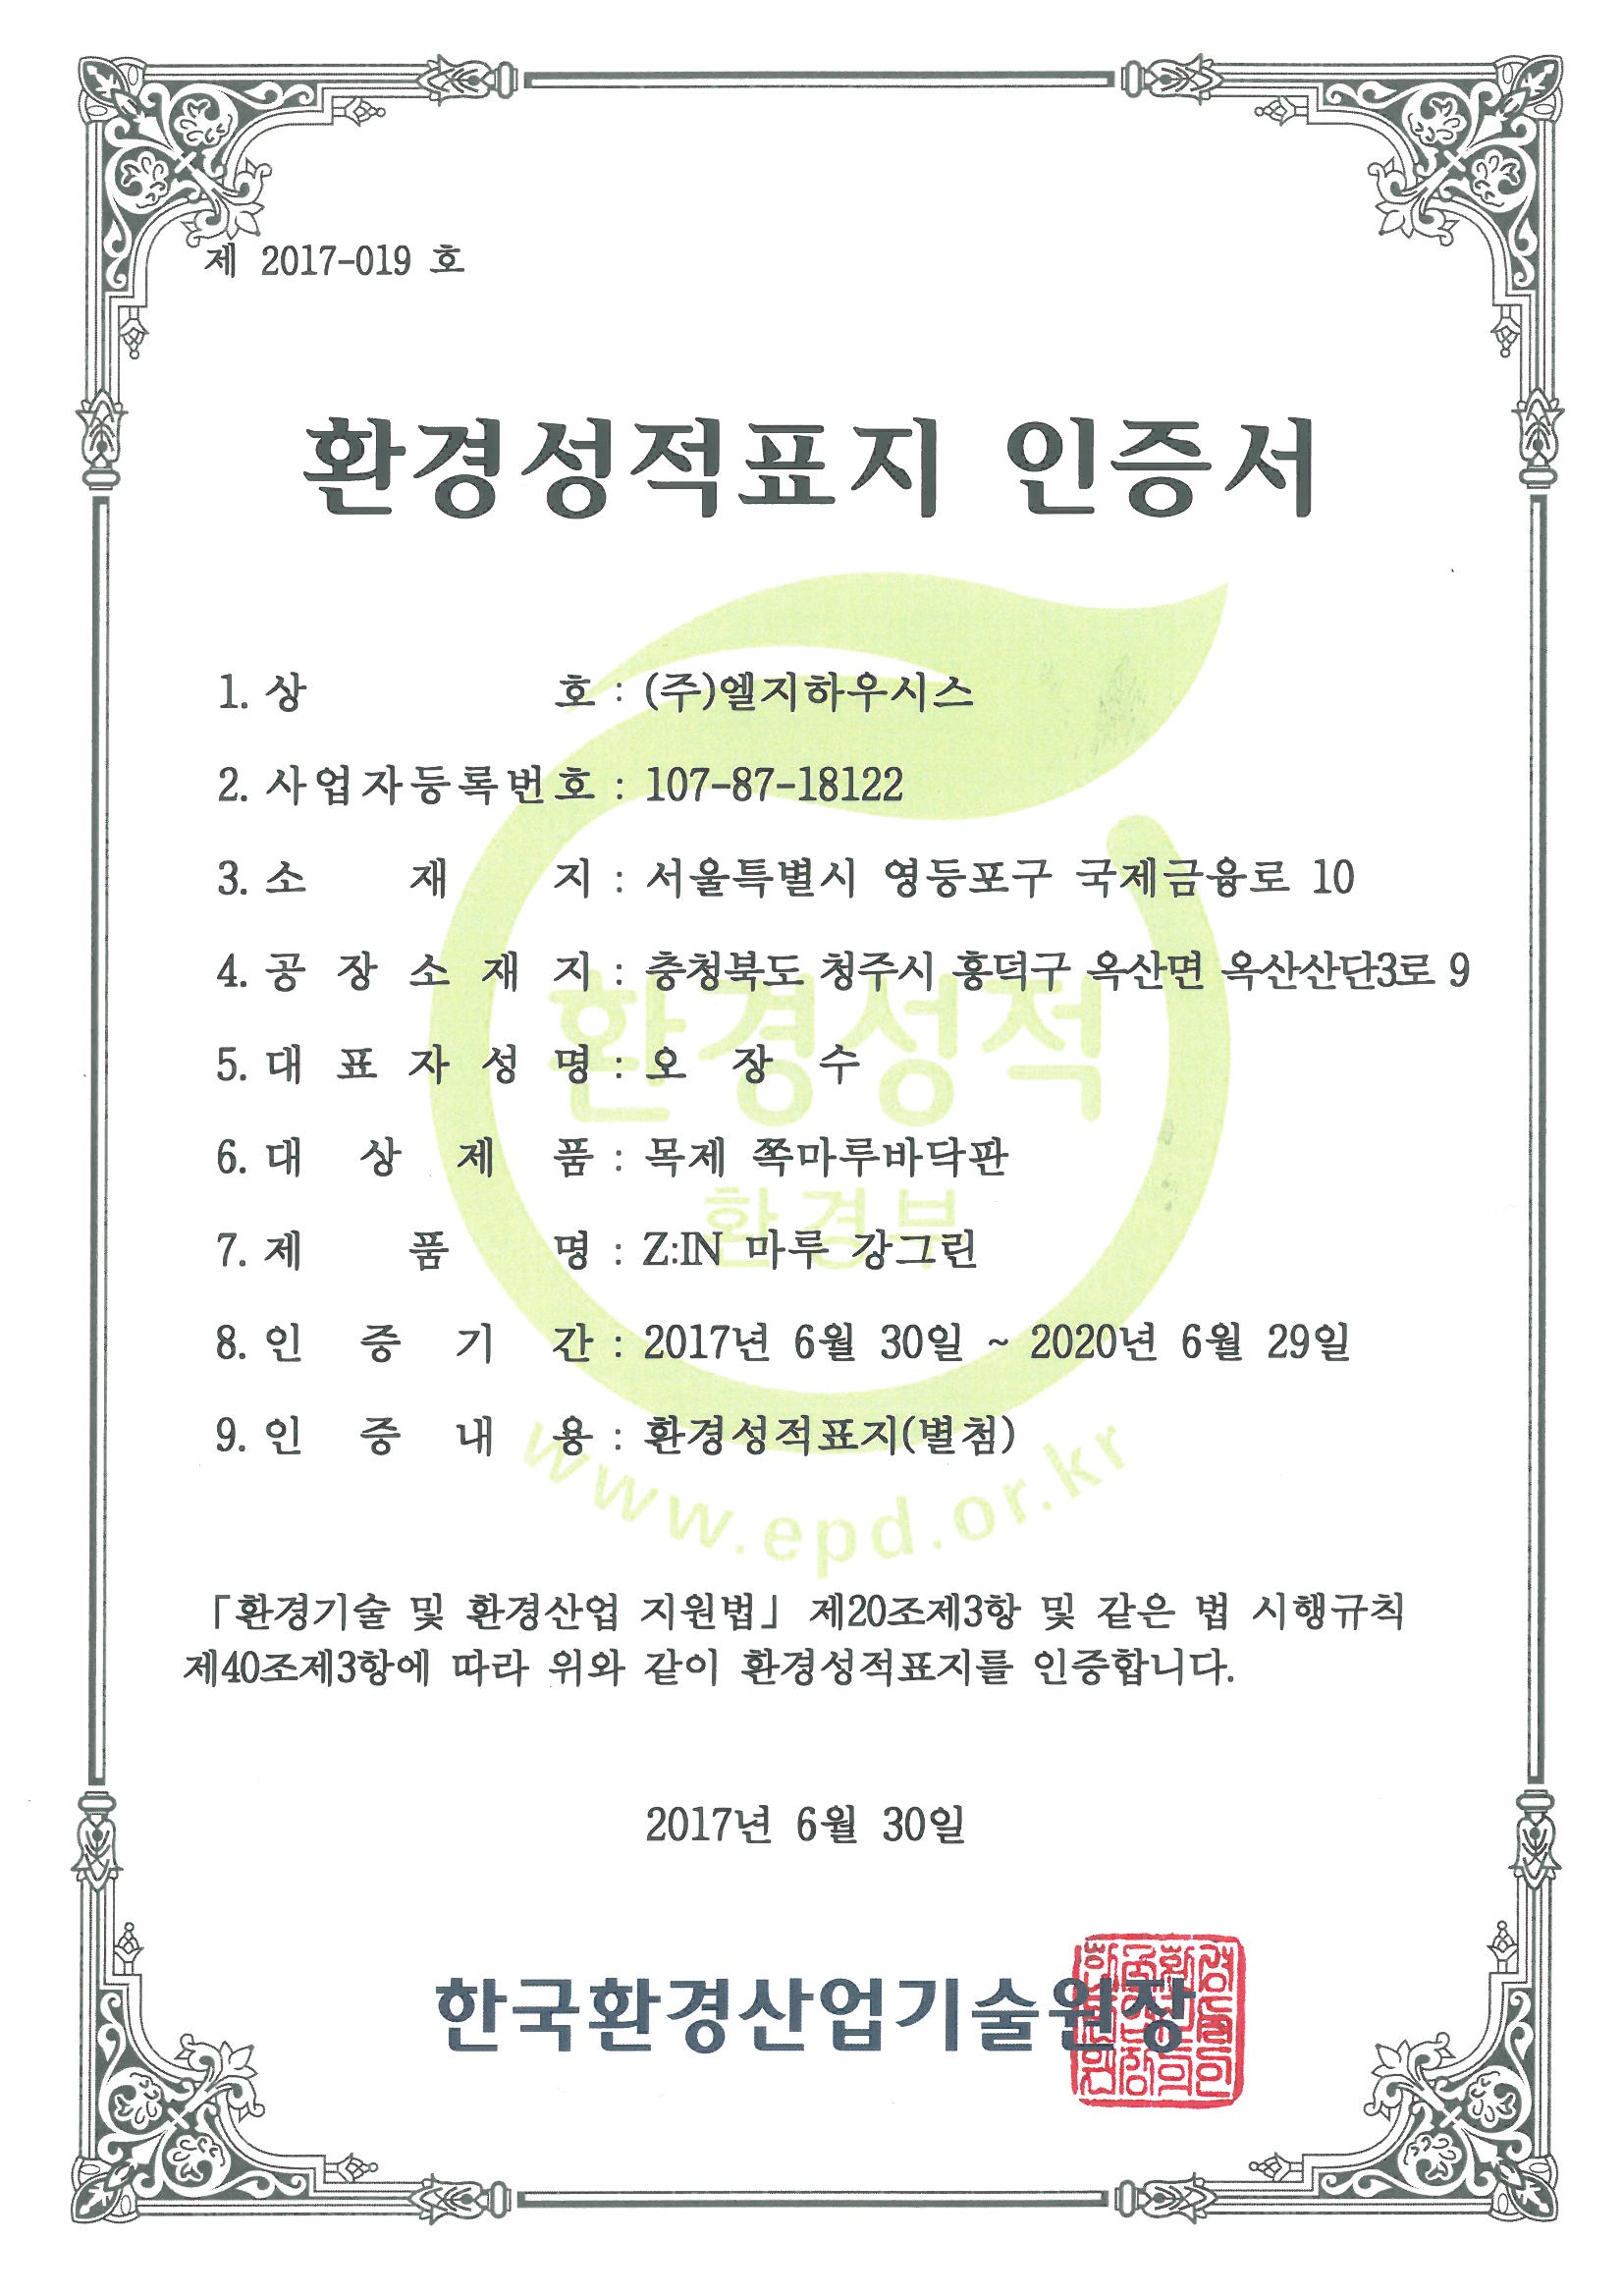 제 2017-019 호
환경성적표지 인증서
1. 상 호 : (주)엘지하우시스
2. 사업자등록번호 : 107-87-18122
3. 소 재 지 : 서울특별시 영등포구 국제금융로 10
4. 공 장 소 재 지 : 충청북도 청주시 흥덕구 옥산면 옥산산단3로 9
5. 대 표 자 성 명 : 오 장 수
6. 대 상 제 품 : 목제 쪽마루바닥판
7. 제 품 명 : Z:IN 마루 강그린
8. 인 증 기 간 : 2017년 6월 30일 ~ 2020년 6월 29일
9. 인 증 내 용 : 환경성적표지(별첨)
환경성적
환경부
www.epd.or.kr
「환경기술 및 환경산업 지원법」 제20조제3항 및 같은 법 시행규칙
제40조제3항에 따라 위와 같이 환경성적표지를 인증합니다.
2017년 6월 30일
한국환경산업기술원장